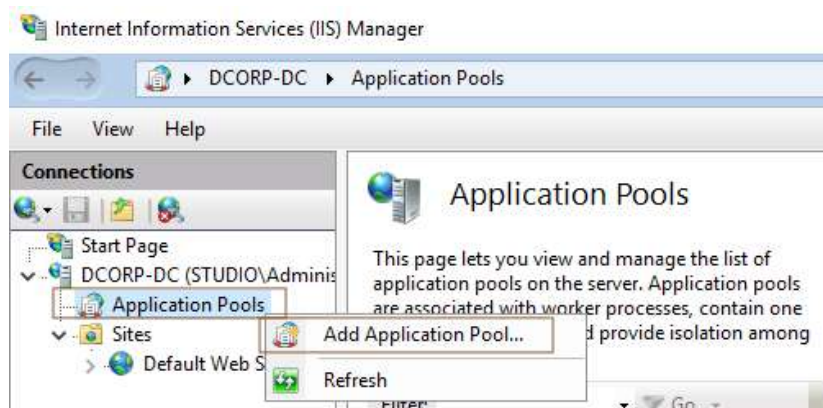 Internet Information Services (IIS) Manager
DCORP-DC Application Pools
File View Help
Connections
Start Page
DCORP-DC (STUDIO\Adminis
Application Pools
Sites
Default Web S
Application Pools
This page lets you view and manage the list of
application pools on the server. Application pools
are associated with worker processes, contain one
d provide isolation among
Add Application Pool...
Refresh
Filter: Go